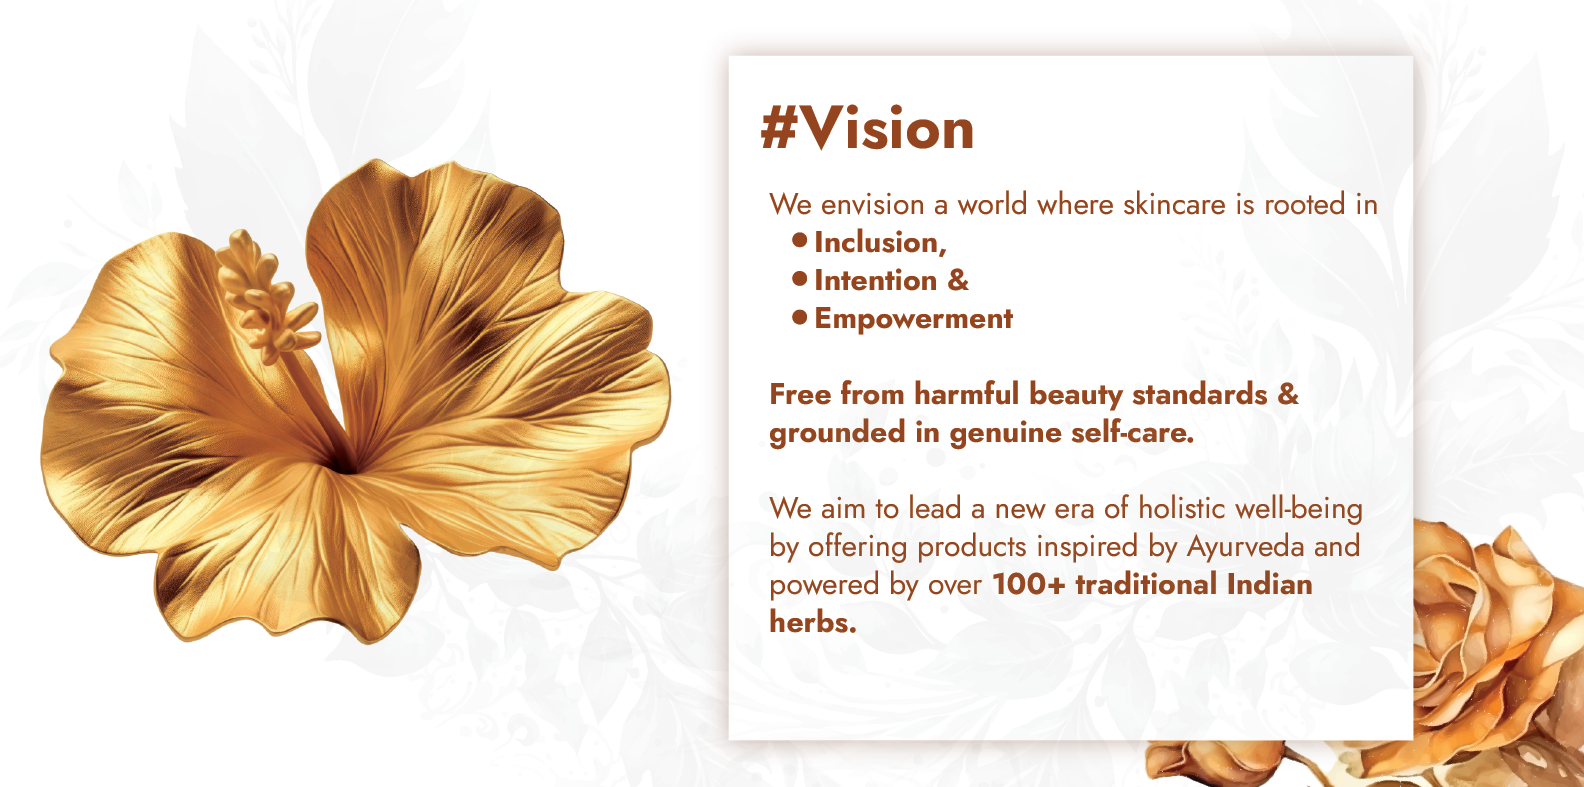 #Vision
We envision a world where skincare is rooted in
● Inclusion,
● Intention &
● Empowerment
Free from harmful beauty standards &
grounded in genuine self-care.
We aim to lead a new era of holistic well-being
by offering products inspired by Ayurveda and
powered by over 100+ traditional Indian
herbs.